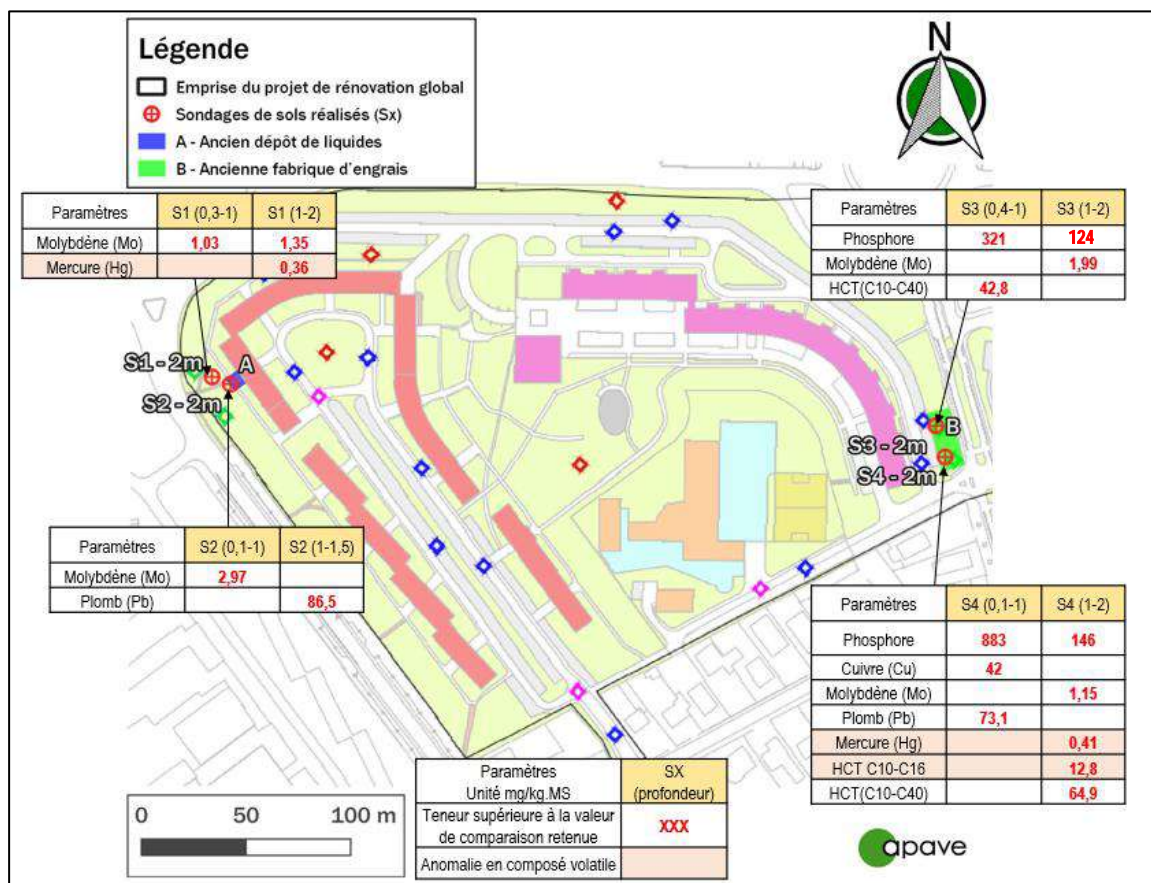 Légende
Emprise du projet de rénovation global
Sondages de sols réalisés (Sx)
A - Ancien dépôt de liquides
B - Ancienne fabrique d'engrais
N
Paramètres S1 (0,3-1) S1 (1-2)
Molybdène (Mo) 1,03 1,35
Mercure (Hg) 0,36
Paramètres S3 (0,4-1) S3 (1-2)
Phosphore 321 124
Molybdène (Mo) 1,99
HCT(C10-C40) 42,8
S1 - 2m
A
S2 - 2m
B
S3 - 2m
S4 - 2m
Paramètres S2 (0,1-1) S2 (1-1,5)
Molybdène (Mo) 2,97
Plomb (Pb) 86,5
Paramètres S4 (0,1-1) S4 (1-2)
Phosphore 883 146
Cuivre (Cu) 42
Molybdène (Mo) 1,15
Plomb (Pb) 73,1
Mercure (Hg) 0,41
HCT C10-C16 12,8
HCT(C10-C40) 64,9
Paramètres SX
Unité mg/kg.MS (profondeur)
Teneur supérieure à la valeur
de comparaison retenue XXX
Anomalie en composé volatile
0 50 100 m
apave